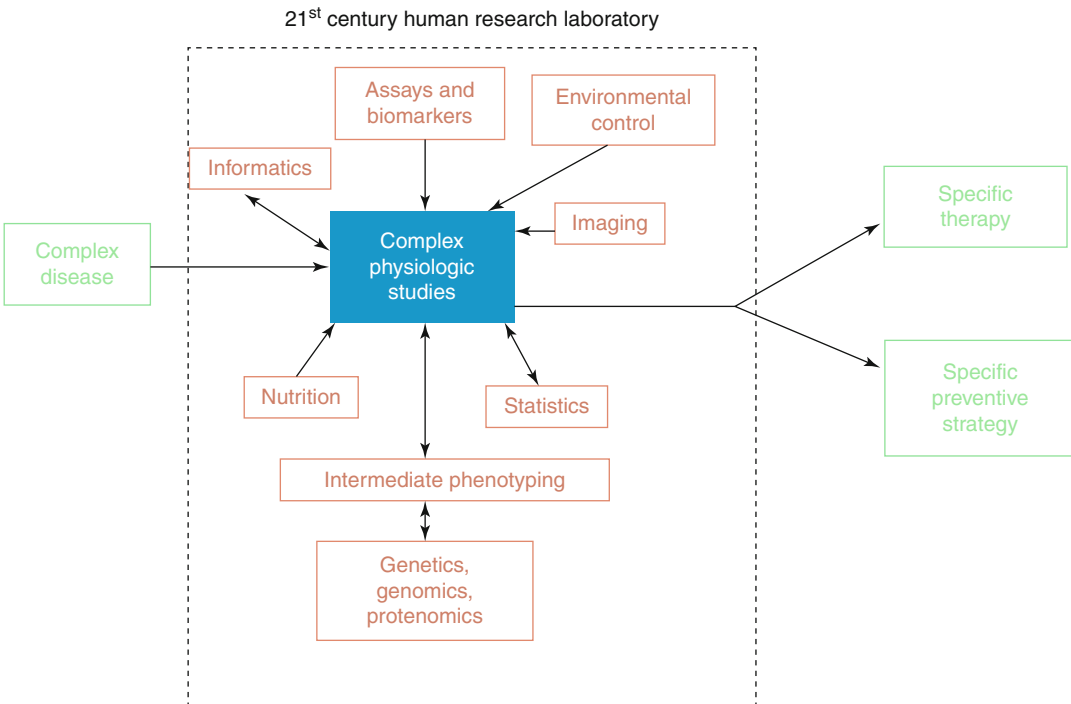 21st century human research laboratory
Assays and
biomarkers
Environmental
control
Informatics
Imaging
Specific
therapy
Complex
disease
Complex
physiologic
studies
Nutrition
Statistics
Specific
preventive
strategy
Intermediate phenotyping
Genetics,
genomics,
protenomics